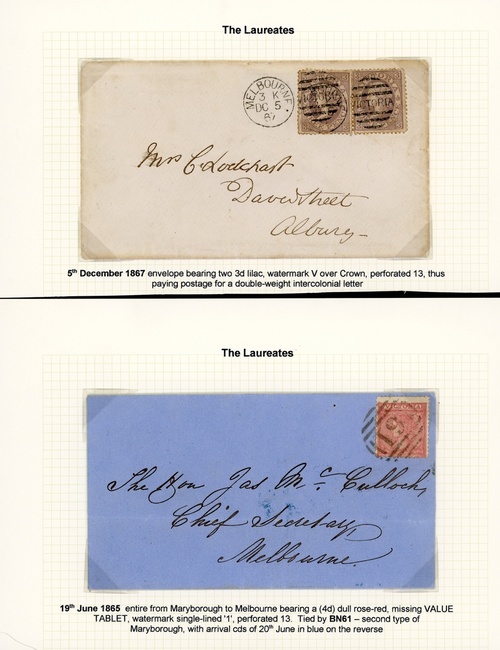 The Laureates
MELBOURNE
3 K
DC 5
67
VICTORIA
Mrs C. Lockhart
Albury
5th December 1867 envelope bearing two 3d lilac, watermark V over Crown, perforated 13, thus
paying postage for a double-weight intercolonial letter
The Laureates
VICTORIA
The Hon Jas Mc Culloch,
Chief Secretary
Melbourne.
19th June 1865 entire from Maryborough to Melbourne bearing a (4d) dull rose-red, missing VALUE
TABLET, watermark single-lined '1', perforated 13. Tied by BN61 – second type of
Maryborough, with arrival cds of 20th June in blue on the reverse